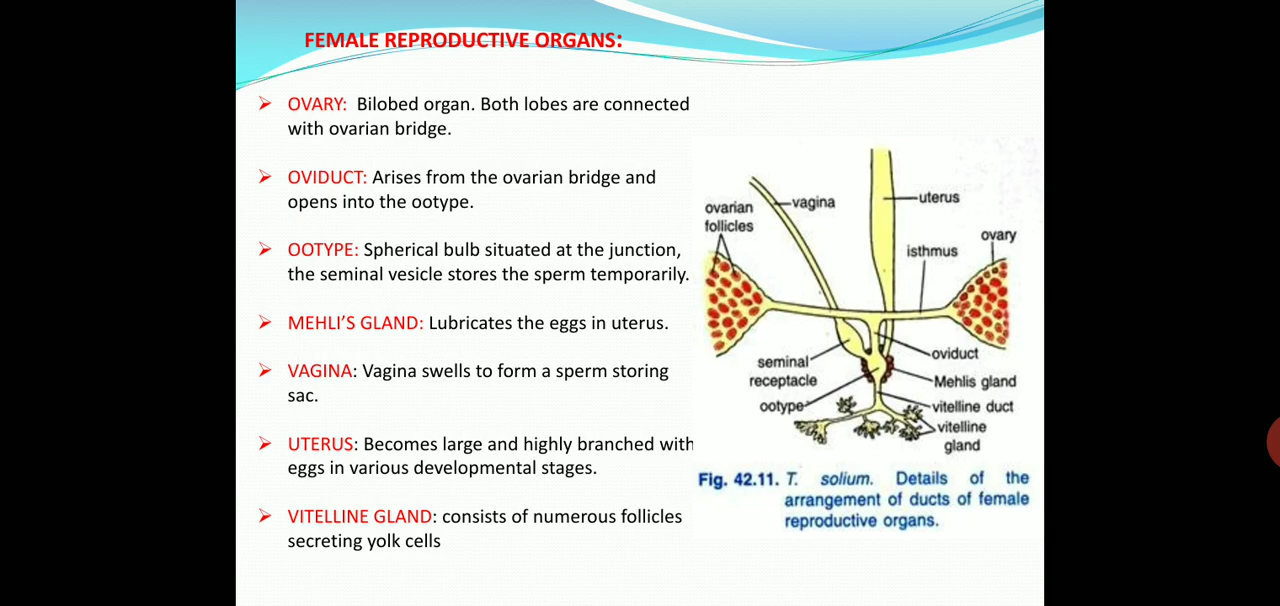 FEMALE REPRODUCTIVE ORGANS:
➢ OVARY: Bilobed organ. Both lobes are connected
with ovarian bridge.
➢ OVIDUCT: Arises from the ovarian bridge and
opens into the ootype.
➢ OOTYPE: Spherical bulb situated at the junction,
the seminal vesicle stores the sperm temporarily.
➢ MEHLI’S GLAND: Lubricates the eggs in uterus.
➢ VAGINA: Vagina swells to form a sperm storing
sac.
➢ UTERUS: Becomes large and highly branched with
eggs in various developmental stages.
➢ VITELLINE GLAND: consists of numerous follicles
secreting yolk cells
ovarian
follicles
vagina
uterus
isthmus
ovary
seminal
receptacle
ootype
oviduct
Mehlis gland
vitelline duct
vitelline
gland
Fig. 42.11. T. solium. Details of the
arrangement of ducts of female
reproductive organs.